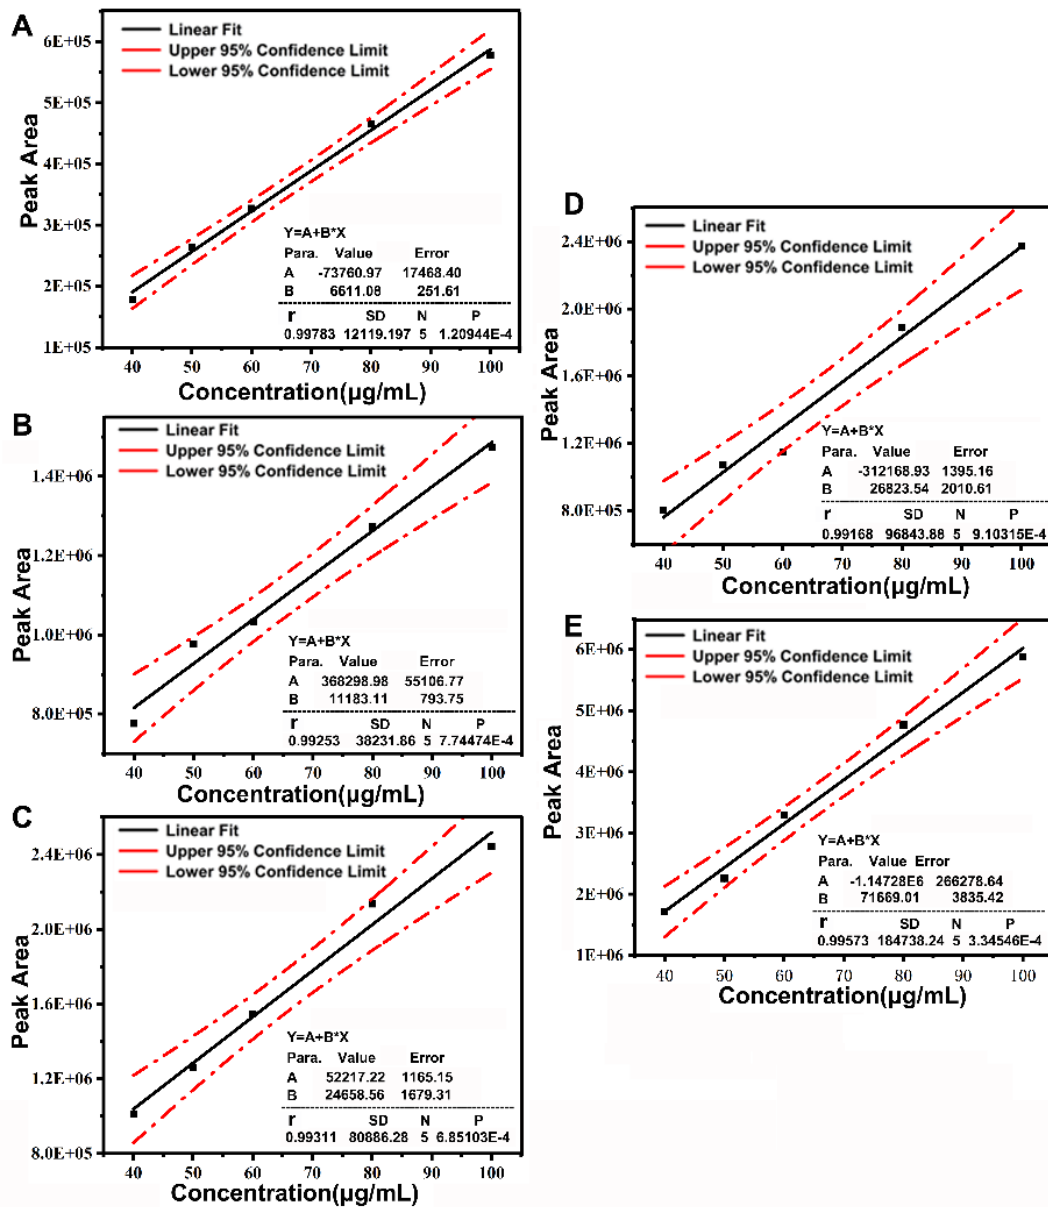 A
Linear Fit
Upper 95% Confidence Limit
Lower 95% Confidence Limit
6E+05
5E+05
4E+05
3E+05
2E+05
1E+05
Peak Area
Y=A+B*X
Para. Value Error
A -73760.97 17468.40
B 6611.08 251.61
r SD N P
0.99783 12119.197 5 1.20944E-4
40 50 60 70 80 90 100
Concentration(µg/mL)
B
Linear Fit
Upper 95% Confidence Limit
Lower 95% Confidence Limit
1.4E+06
1.2E+06
1.0E+06
8.0E+05
Peak Area
Y=A+B*X
Para. Value Error
A 368298.98 55106.77
B 11183.11 793.75
r SD N P
0.99253 38231.86 5 7.74474E-4
40 50 60 70 80 90 100
Concentration(µg/mL)
C
Linear Fit
Upper 95% Confidence Limit
Lower 95% Confidence Limit
2.4E+06
2.0E+06
1.6E+06
1.2E+06
8.0E+05
Peak Area
Y=A+B*X
Para. Value Error
A 52217.22 1165.15
B 24658.56 1679.31
r SD N P
0.99311 80886.28 5 6.85103E-4
40 50 60 70 80 90 100
Concentration(µg/mL)
D
Linear Fit
Upper 95% Confidence Limit
Lower 95% Confidence Limit
2.4E+06
2.0E+06
1.6E+06
1.2E+06
8.0E+05
Peak Area
Y=A+B*X
Para. Value Error
A -312168.93 1395.16
B 26823.54 2010.61
r SD N P
0.99168 96843.88 5 9.10315E-4
40 50 60 70 80 90 100
Concentration(µg/mL)
E
Linear Fit
Upper 95% Confidence Limit
Lower 95% Confidence Limit
6E+06
5E+06
4E+06
3E+06
2E+06
1E+06
Peak Area
Y=A+B*X
Para. Value Error
A -1.14728E6 266278.64
B 71669.01 3835.42
r SD N P
0.99573 184738.24 5 3.34546E-4
40 50 60 70 80 90 100
Concentration(µg/mL)